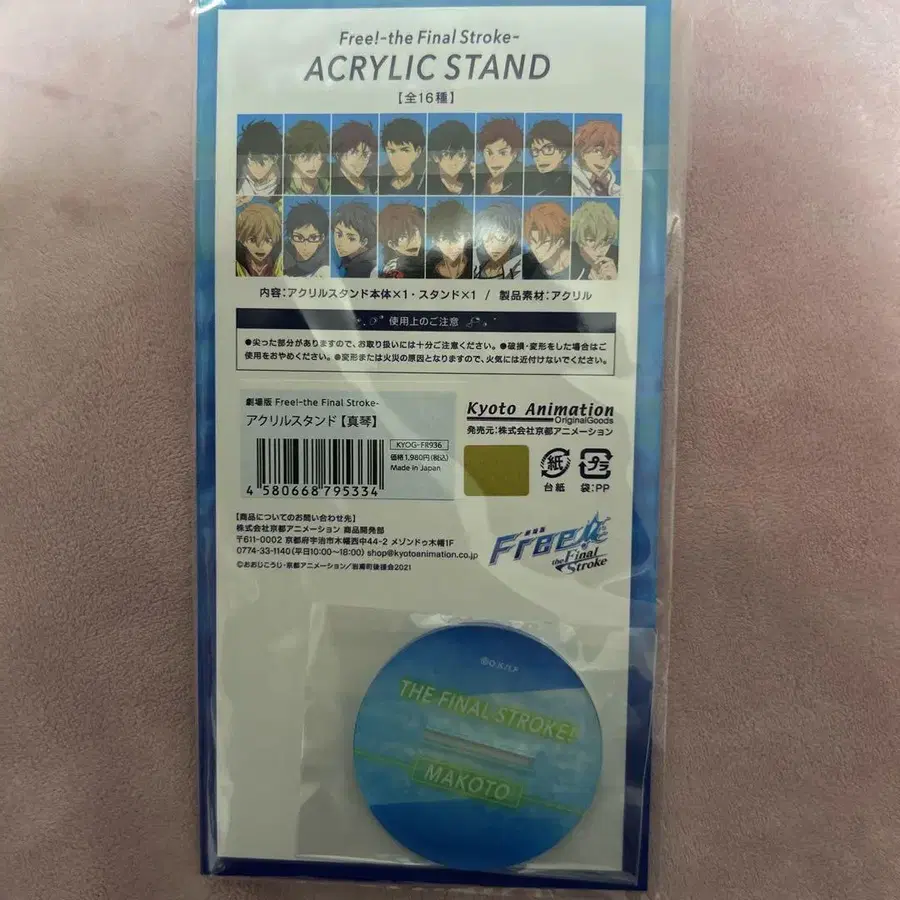 Free!-the Final Stroke-
ACRYLIC STAND
【全16種】
内容:アクリルスタンド本体×1・スタンド×1 / 製品素材:アクリル
使用上のご注意
●尖った部分がありますので、お取り扱いには十分ご注意ください。●破損・変形をした場合はご
使用をおやめください。●変形または火災の原因となりますので、火気には近付けないでください。
劇場版 Free!-the Final Stroke-
アクリルスタンド【真琴】
KYOG-FR936
価格1,980円(税込)
Made in Japan
4 580668 795334
Kyoto Animation
OriginalGoods
発売元:株式会社京都アニメーション
紙
台紙
プラ
袋:PP
【商品についてのお問い合わせ先】
株式会社京都アニメーション 商品開発部
〒611-0002 京都府宇治市木幡西中44-2 メゾンドゥ木幡1F
0774-33-1140(平日10:00~18:00) shop@kyotoanimation.co.jp
©おおじこうじ・京都アニメーション/岩鳶町後援会2021
劇場版
Free!
the Final
Stroke
THE FINAL STROKE!
MAKOTO